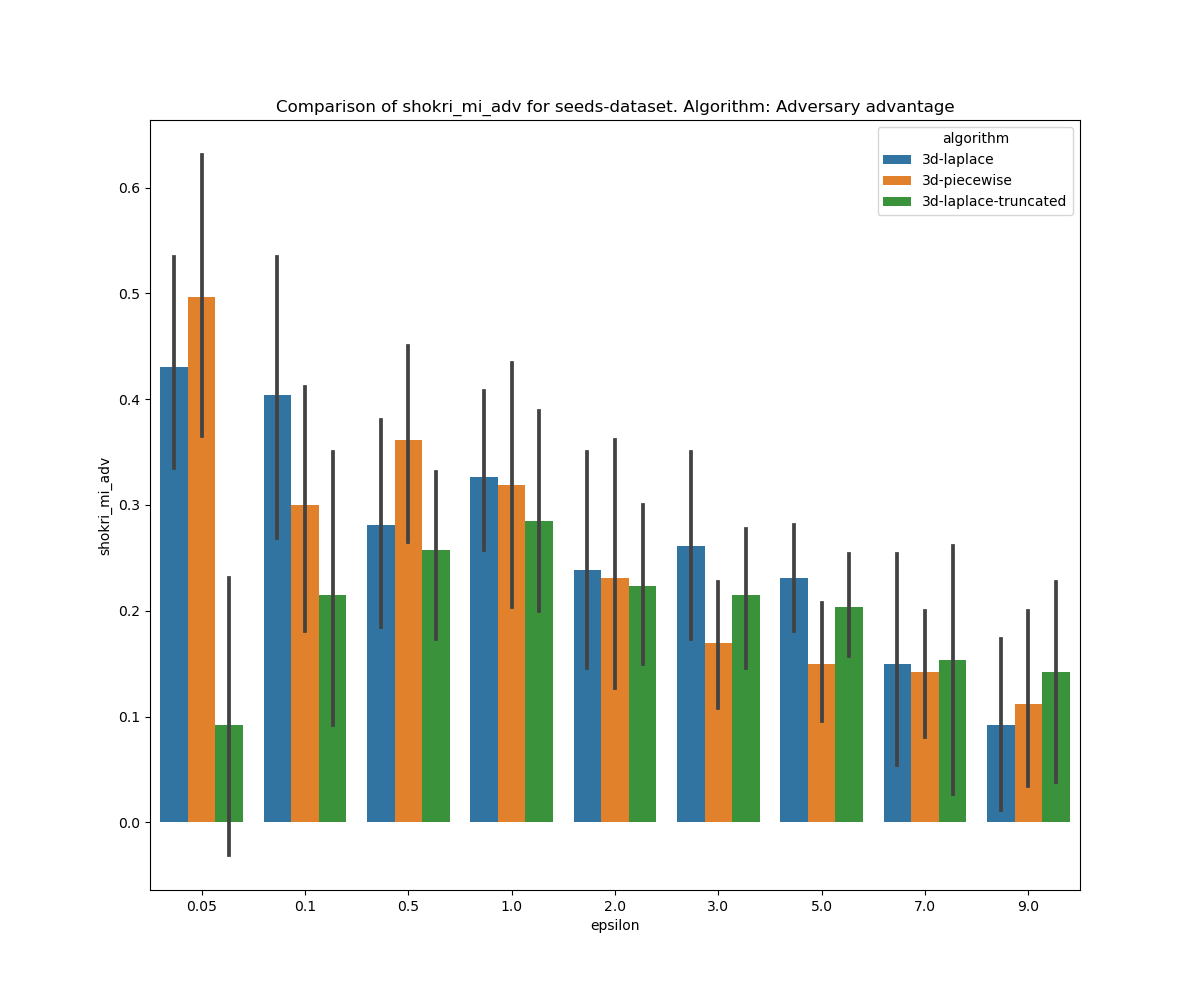 Comparison of shokri_mi_adv for seeds-dataset. Algorithm: Adversary advantage
algorithm
3d-laplace
3d-piecewise
3d-laplace-truncated
shokri_mi_adv
0.6
0.5
0.4
0.3
0.2
0.1
0.0
0.05 0.1 0.5 1.0 2.0 3.0 5.0 7.0 9.0
epsilon